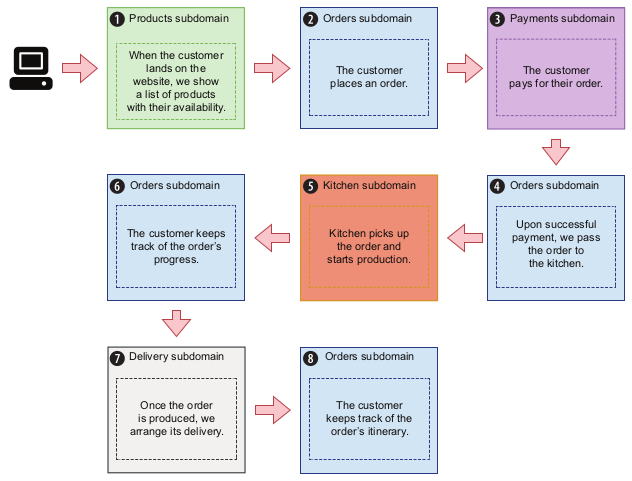 1 Products subdomain
When the customer
lands on the
website, we show
a list of products
with their availability.
2 Orders subdomain
The customer
places an order.
3 Payments subdomain
The customer
pays for their order.
4 Orders subdomain
Upon successful
payment, we pass
the order to
the kitchen.
5 Kitchen subdomain
Kitchen picks up
the order and
starts production.
6 Orders subdomain
The customer keeps
track of the order’s
progress.
7 Delivery subdomain
Once the order
is produced, we
arrange its delivery.
8 Orders subdomain
The customer
keeps track of the
order’s itinerary.